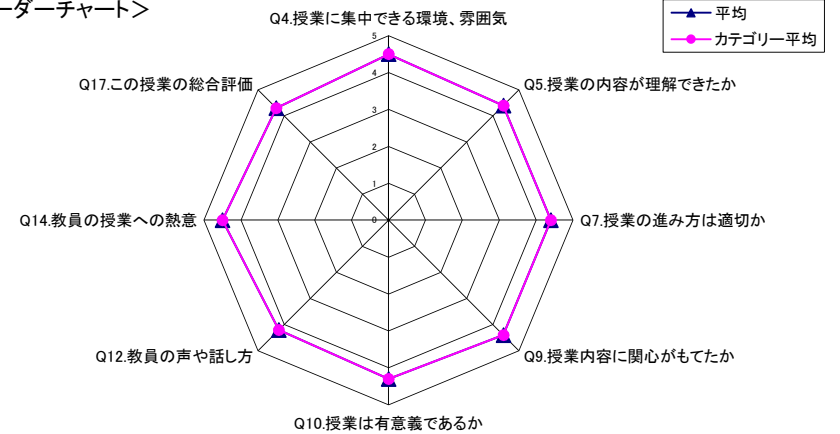 ーダーチャート＞
平均
カテゴリー平均
Q4.授業に集中できる環境、雰囲気
Q17.この授業の総合評価
Q5.授業の内容が理解できたか
Q14.教員の授業への熱意
Q7.授業の進み方は適切か
Q12.教員の声や話し方
Q9.授業内容に関心がもてたか
Q10.授業は有意義であるか
5
4
3
2
1
0